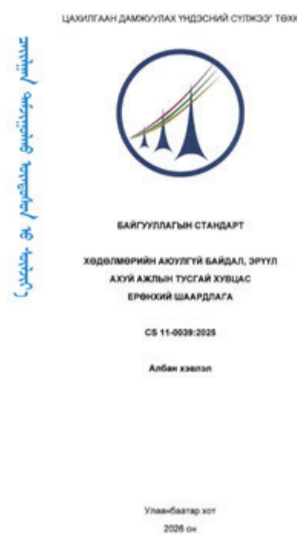 ЦАХИЛГААН ДАМЖУУЛАХ ҮНДЭСНИЙ СҮЛЖЭЭ" ТӨХК
БАЙГУУЛЛАГЫН СТАНДАРТ
ХӨДӨЛМӨРИЙН АЮУЛГҮЙ БАЙДАЛ, ЭРҮҮЛ
АХУЙ АЖЛЫН ТУСГАЙ ХУВЦАС
ЕРӨНХИЙ ШААРДЛАГА
CS 11-0039:2025
Албан хэвлэл
Улаанбаатар хот
2026 он